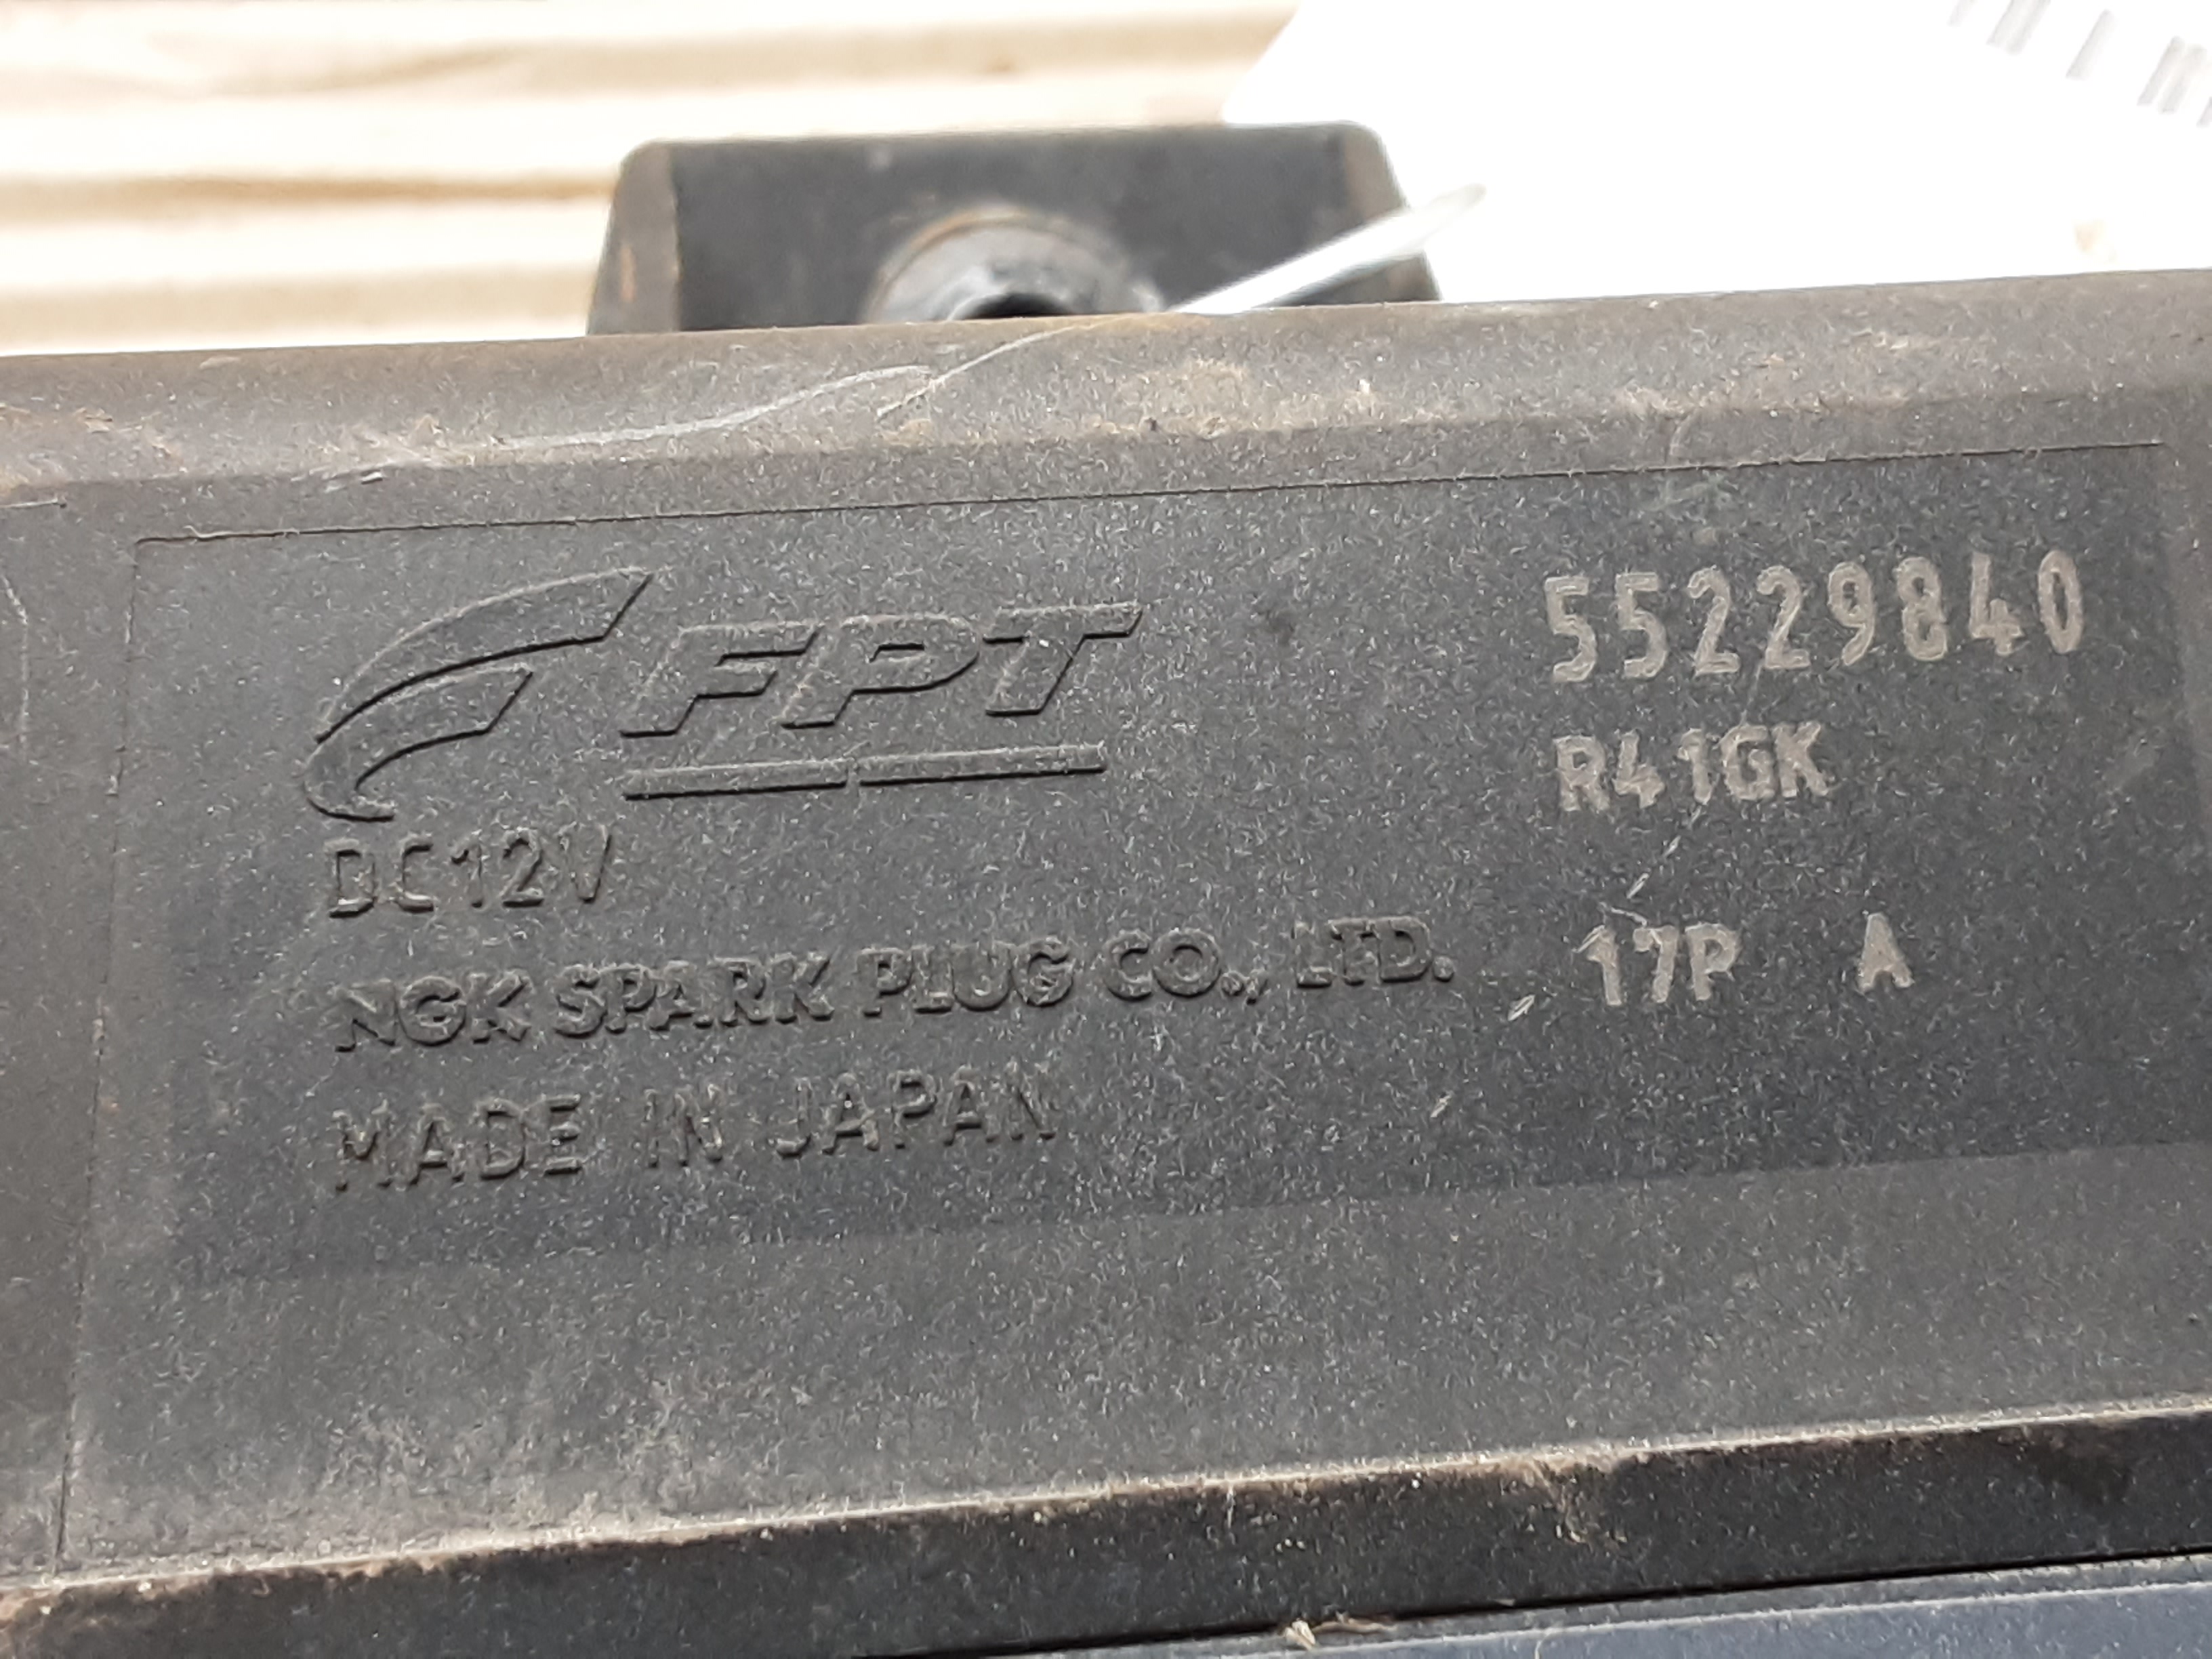 FPT
55229840
R41GK
DC12V
NGK SPARK PLUG CO., LTD.
17P A
MADE IN JAPAN